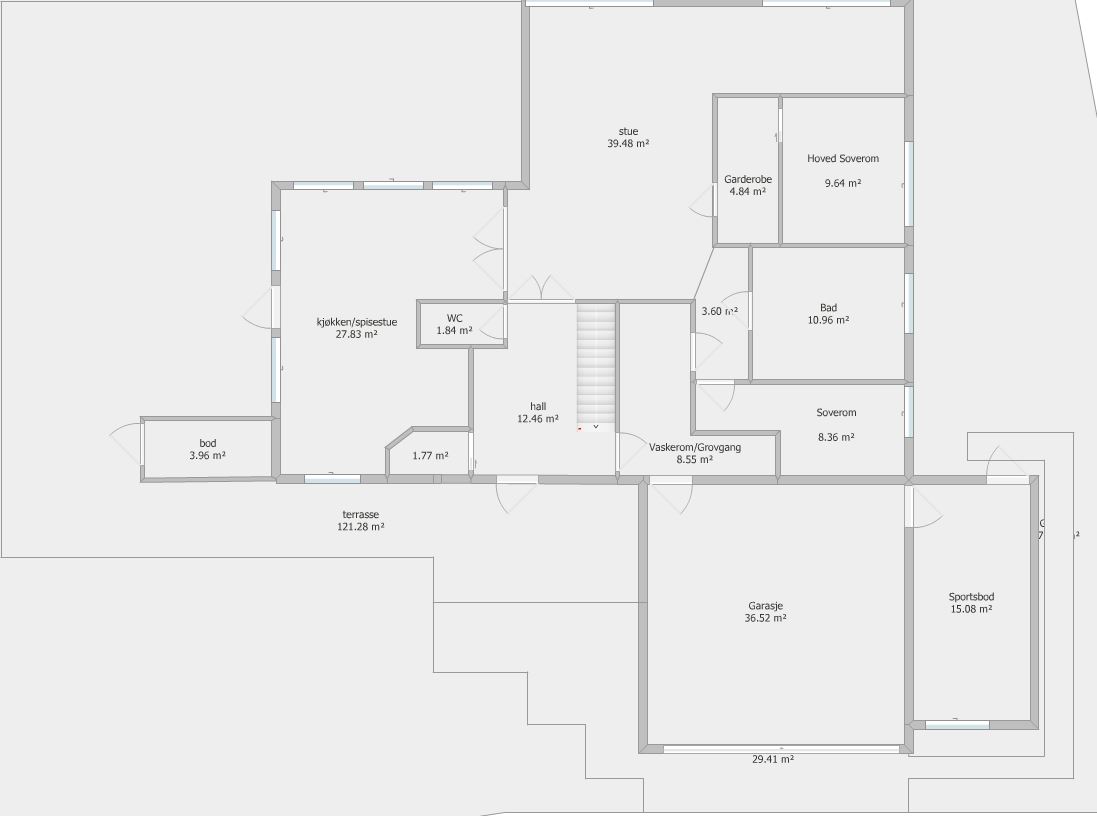 stue
39.48 m²
Hoved Soverom
9.64 m²
Garderobe
4.84 m²
kjøkken/spisestue
27.83 m²
WC
1.84 m²
3.60 m²
Bad
10.96 m²
hall
12.46 m²
Soverom
8.36 m²
bod
3.96 m²
1.77 m²
Vaskerom/Grovgang
8.55 m²
terrasse
121.28 m²
Garasje
36.52 m²
Sportsbod
15.08 m²
29.41 m²